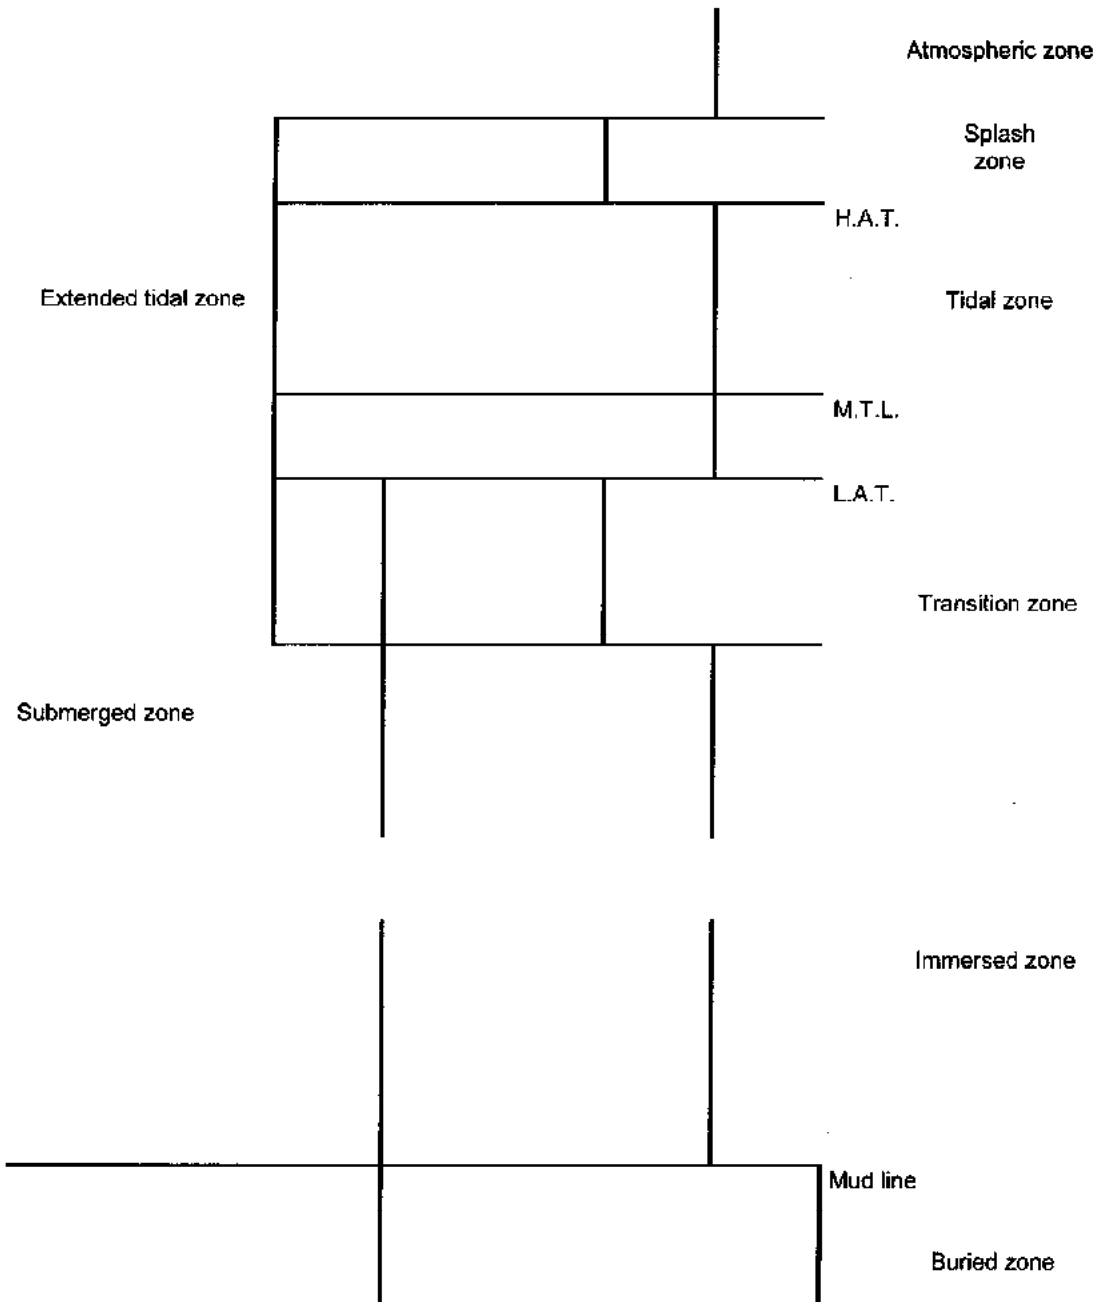 Atmospheric zone
Splash
zone
H.A.T.
Extended tidal zone
Tidal zone
M.T.L.
L.A.T.
Transition zone
Submerged zone
Immersed zone
Mud line
Buried zone